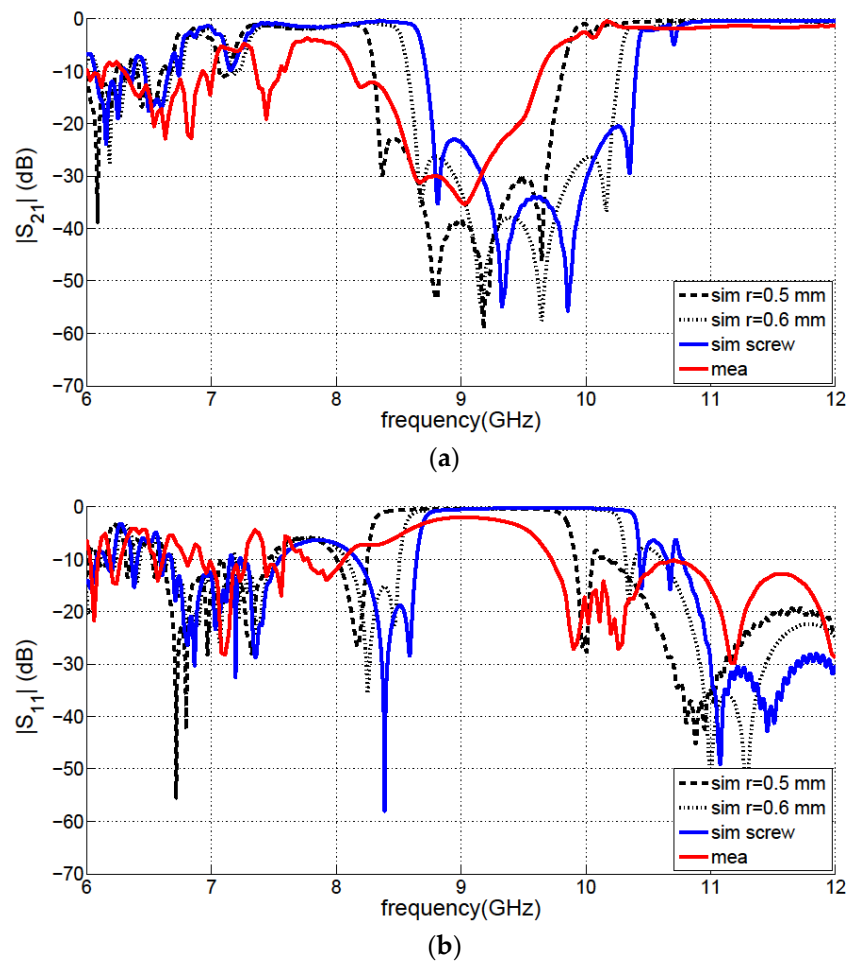 0
−10
−20
−30
−40
−50
−60
−70
|S21| (dB)
6 7 8 9 10 11 12
frequency(GHz)
sim r=0.5 mm
sim r=0.6 mm
sim screw
mea
(a)
0
−10
−20
−30
−40
−50
−60
−70
|S11| (dB)
6 7 8 9 10 11 12
frequency(GHz)
sim r=0.5 mm
sim r=0.6 mm
sim screw
mea
(b)